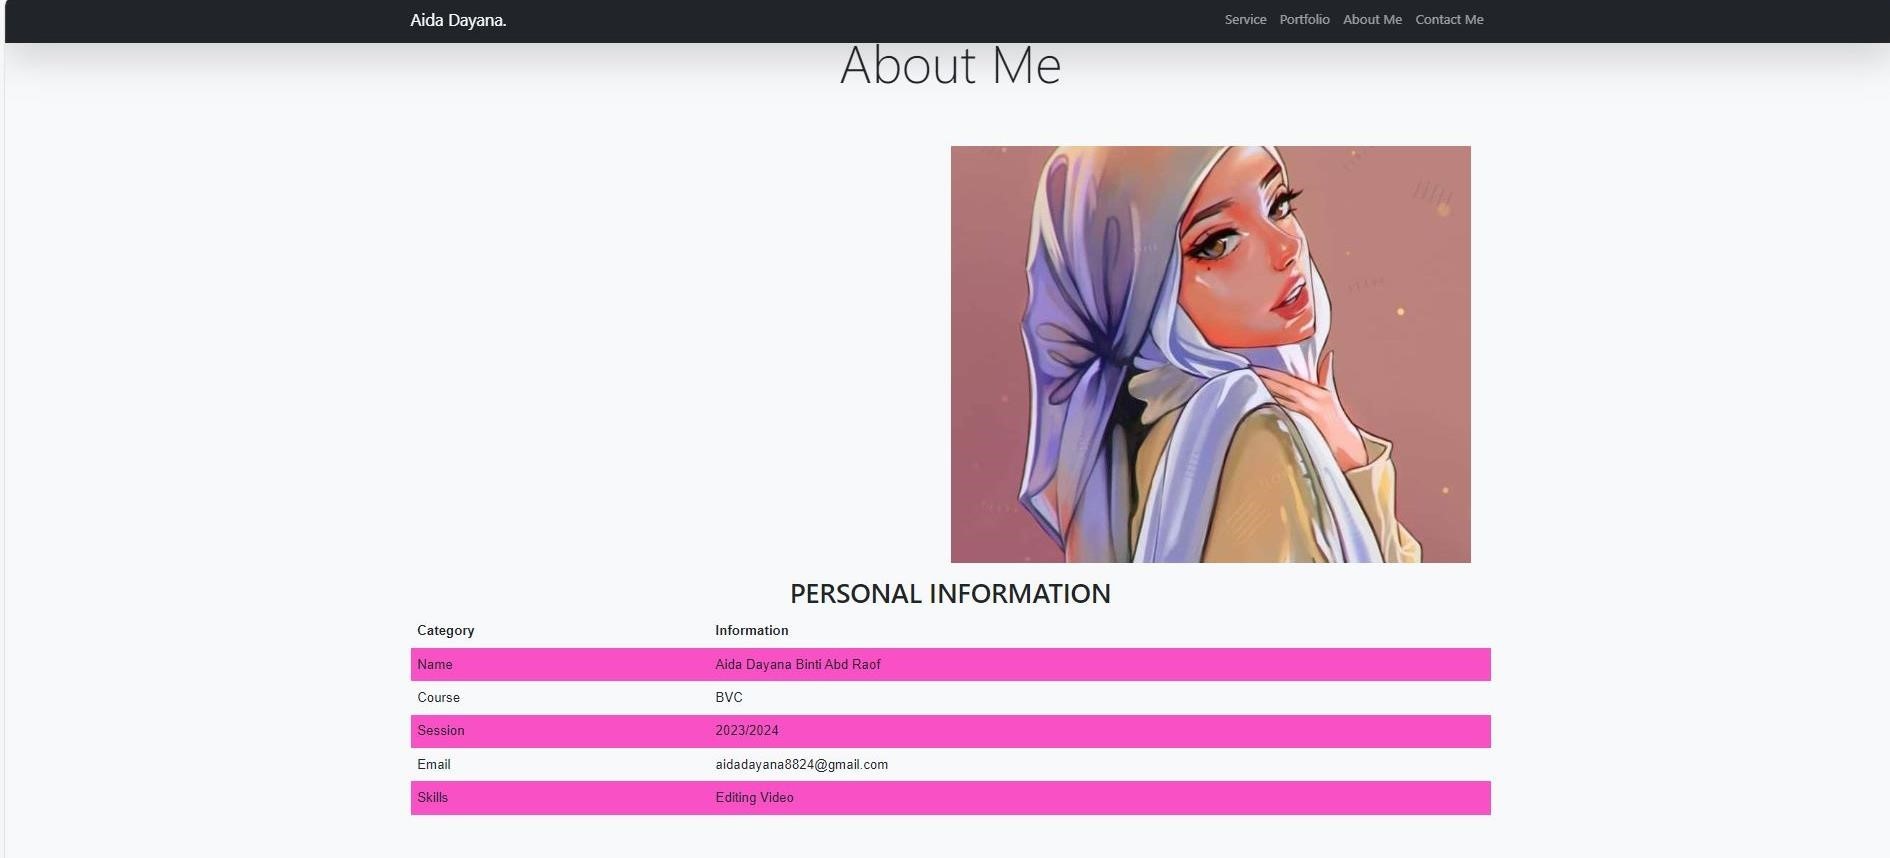 Aida Dayana.
Service Portfolio About Me Contact Me
About Me
PERSONAL INFORMATION
Category Information
Name Aida Dayana Binti Abd Raof
Course BVC
Session 2023/2024
Email aidadayana8824@gmail.com
Skills Editing Video